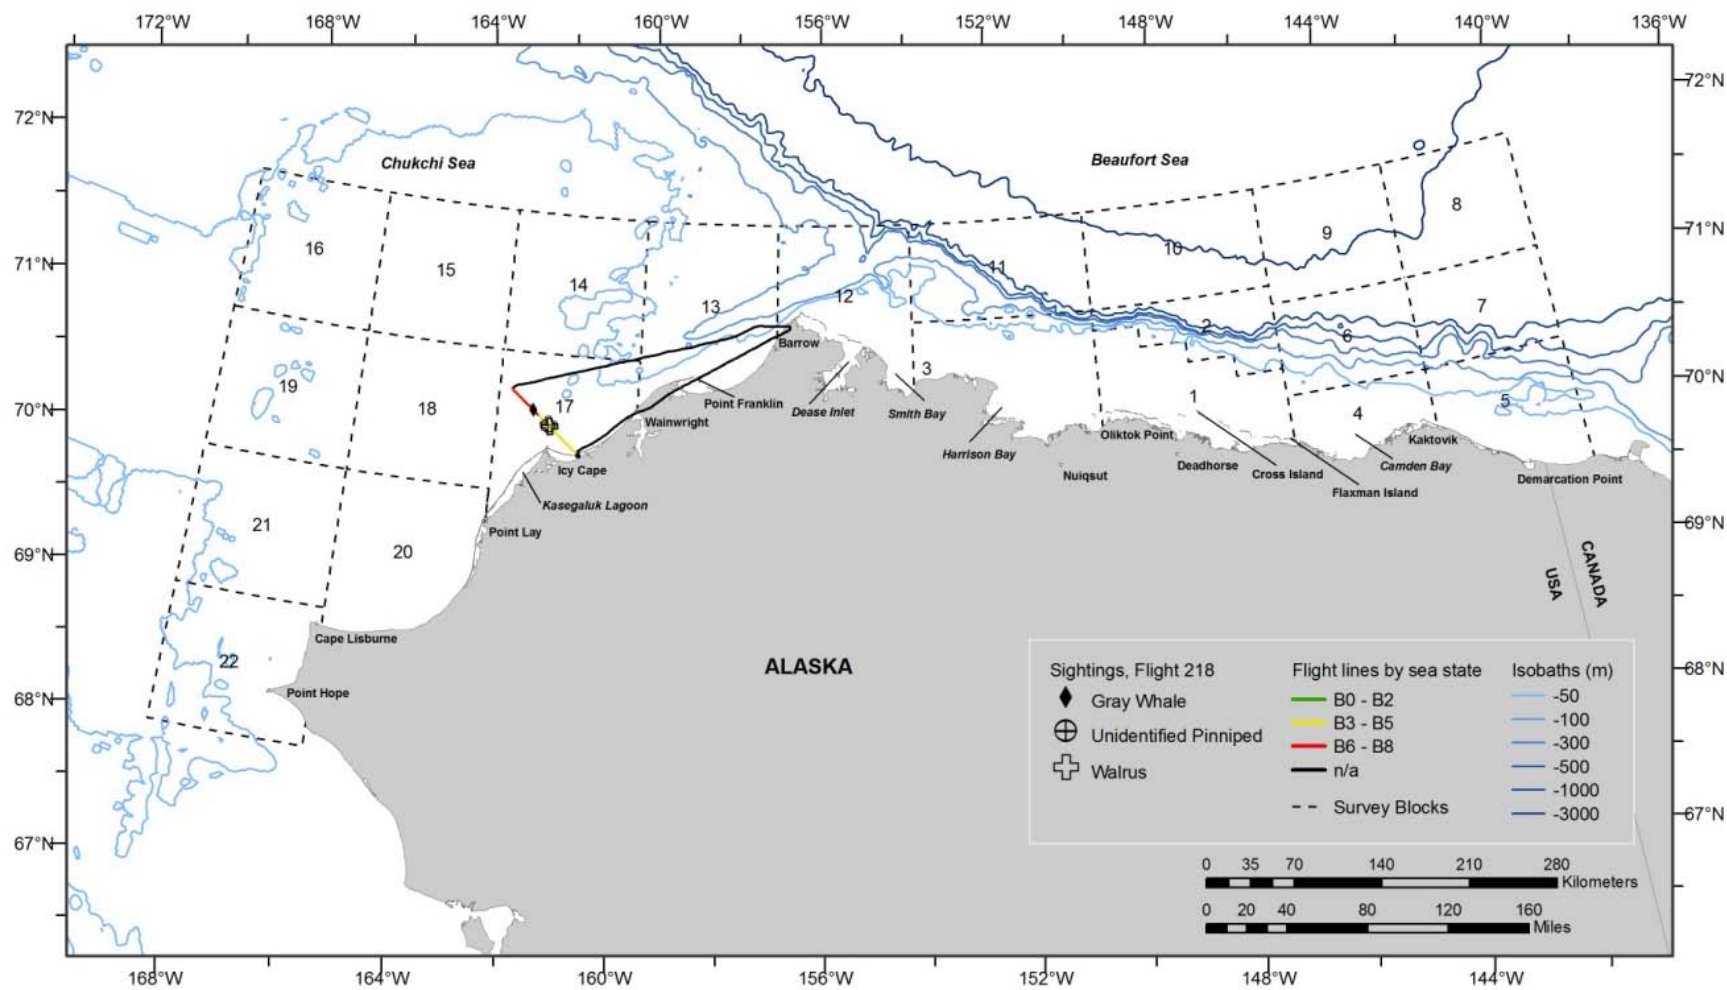 172°W 168°W 164°W 160°W 156°W 152°W 148°W 144°W 140°W 136°W
72°N 72°N
Chukchi Sea Beaufort Sea
8
9
16 10
71°N 71°N
15 11
14
12
13 7
2 6
Barrow
70°N
3
19 1 5
18 17 Point Franklin Dease Inlet Smith Bay 4
70°N Wainwright
Oliktok Point Kaktovik
Harrison Bay
Icy Cape Deadhorse Camden Bay
Nuiqsut Cross Island Demarcation Point
Kasegaluk Lagoon Flaxman Island
21 69°N
Point Lay
69°N 20
USA CANADA
Cape Lisburne
22 ALASKA
68°N
Point Hope
68°N
Sightings, Flight 218
Gray Whale
Unidentified Pinniped
Walrus
Flight lines by sea state
B0 - B2
B3 - B5
B6 - B8
n/a
Survey Blocks
Isobaths (m)
-50
-100
-300
-500
-1000
-3000
67°N 67°N
0 35 70 140 210 280
Kilometers
0 20 40 80 120 160
Miles
168°W 164°W 160°W 156°W 152°W 148°W 144°W